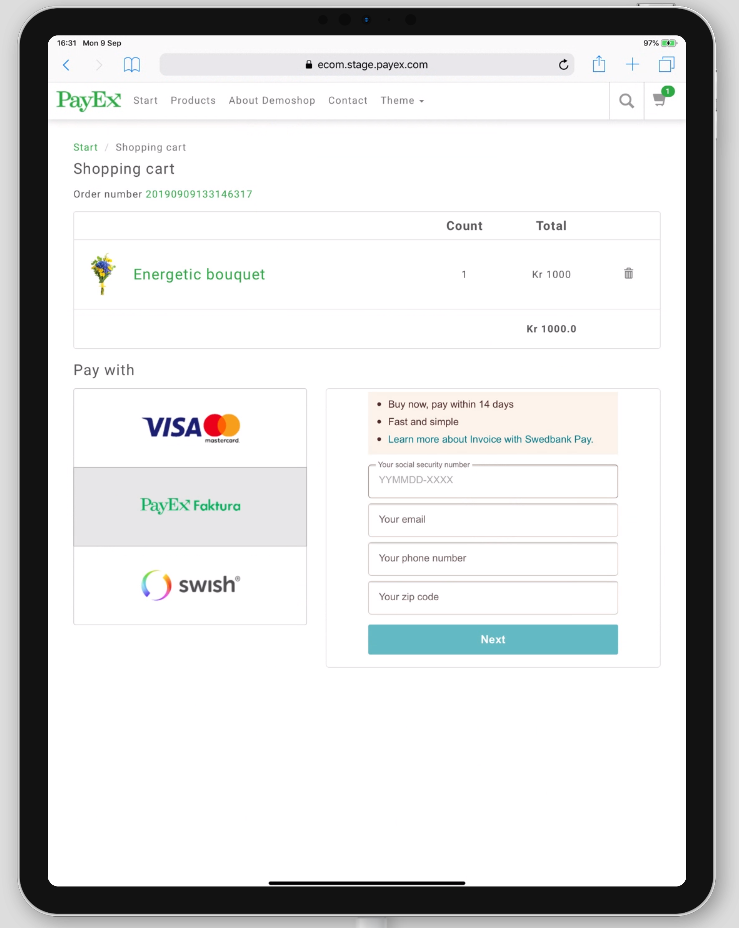 16:31 Mon 9 Sep 97%
ecom.stage.payex.com
PayEx Start Products About Demoshop Contact Theme 1
Start / Shopping cart
Shopping cart
Order number 20190909133146317
Count Total
Energetic bouquet 1 Kr 1000
Kr 1000.0
Pay with
VISA mastercard.
PayEx Faktura
swish®
• Buy now, pay within 14 days
• Fast and simple
• Learn more about Invoice with Swedbank Pay.
Your social security number
YYMMDD-XXXX
Your email
Your phone number
Your zip code
Next